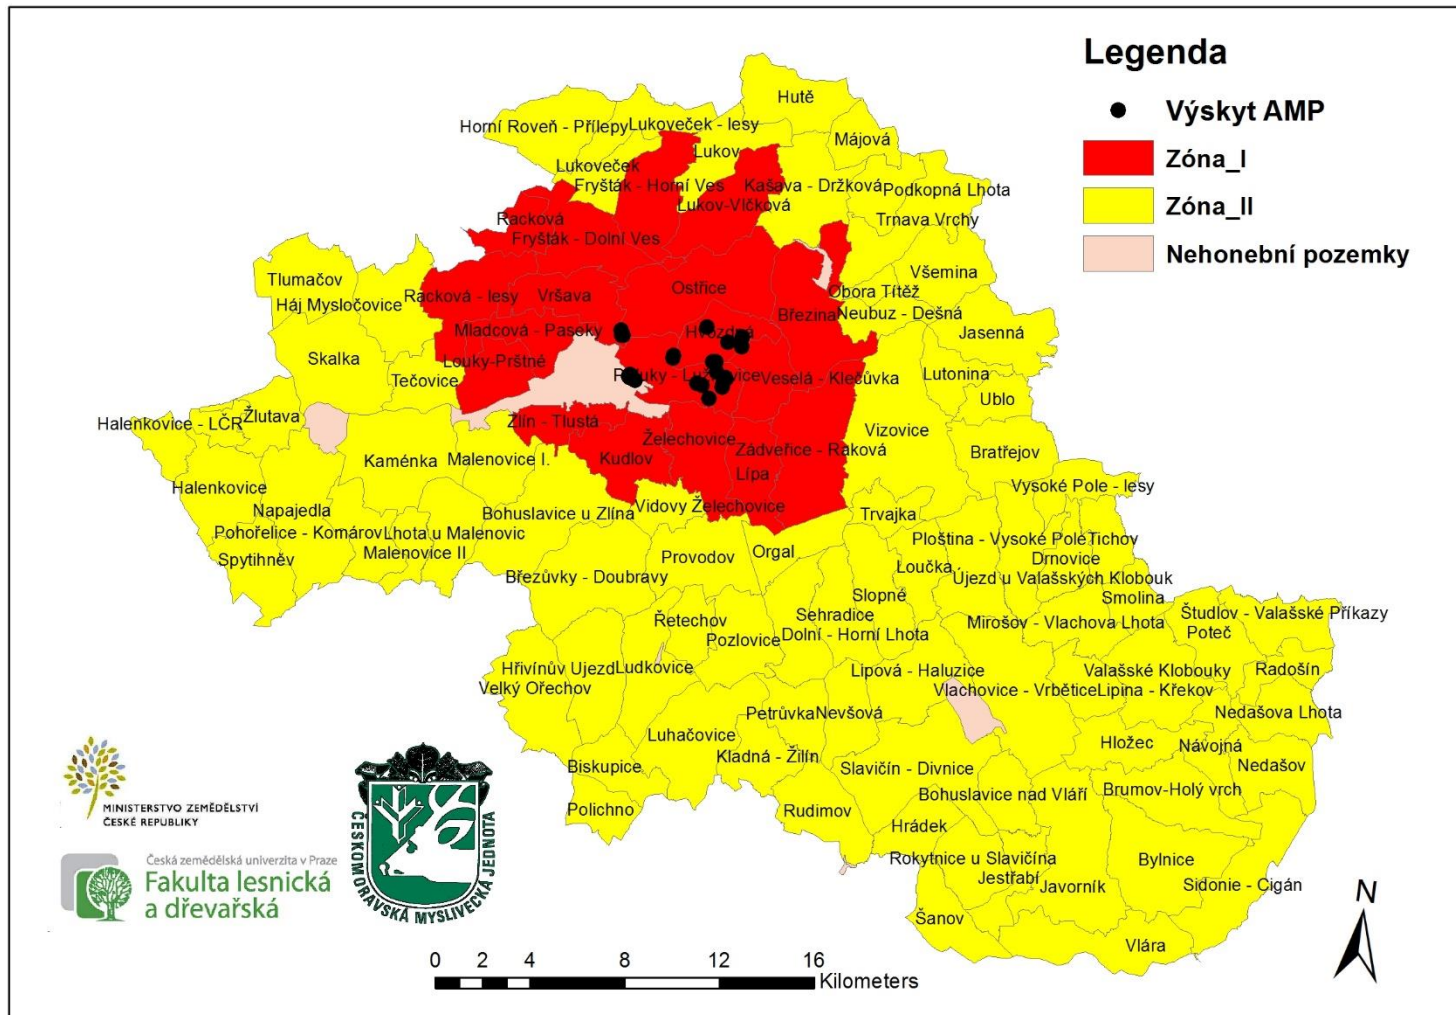 Legenda
Výskyt AMP
Zóna_I
Zóna_II
Nehonební pozemky
Hutě
Horní Roveň - Přílepy
Lukoveček - lesy
Májová
Lukov
Lukoveček
Fryšták - Horní Ves
Kašava - Držková
Podkopná Lhota
Lukov-Vlčková
Racková
Trnava Vrchy
Fryšták - Dolní Ves
Tlumačov
Všemina
Háj Mysločovice
Racková - lesy
Vršava
Ostřice
Obora Títěž
Březina
Neubuz - Dešná
Mladcová - Paseky
Hvozdná
Jasenná
Skalka
Louky-Prštné
Tečovice
Veselá - Klečůvka
Lutonina
Ublo
Halenkovice - LČR
Žlutava
Zlín - Tlustá
Želechovice
Zádveřice - Raková
Vizovice
Bratřejov
Kaménka
Malenovice I.
Kudlov
Lípa
Vysoké Pole - lesy
Halenkovice
Napajedla
Bohuslavice u Zlína
Vidovy Želechovice
Trvajka
Pohořelice - Komárov
Lhota u Malenovic
Malenovice II
Spytihněv
Provodov
Orgal
Ploština - Vysoké Pole
Tichov
Drnovice
Loučka
Březůvky - Doubravy
Újezd u Valašských Klobouk
Slopné
Smolina
Sehradice
Řetechov
Pozlovice
Dolní - Horní Lhota
Mirošov - Vlachova Lhota
Študlov - Valašské Příkazy
Poteč
Hřivínův Ujezd
Ludkovice
Lipová - Haluzice
Valašské Klobouky
Radošín
Velký Ořechov
Vlachovice - Vrbětice
Lipina - Křekov
Petrůvka
Nevšová
Nedašova Lhota
Luhačovice
Hložec
Návojná
Kladná - Žilín
Biskupice
Slavičín - Divnice
Nedašov
Bohuslavice nad Vláří
Brumov-Holý vrch
Polichno
Rudimov
Hrádek
Rokytnice u Slavičína
Jestřabí
Bylnice
Javorník
Sidonie - Cigán
Šanov
Vlára
MINISTERSTVO ZEMĚDĚLSTVÍ
ČESKÉ REPUBLIKY
Česká zemědělská univerzita v Praze
Fakulta lesnická
a dřevařská
ČESKOMORAVSKÁ MYSLIVECKÁ JEDNOTA
N
0 2 4 8 12 16
Kilometers